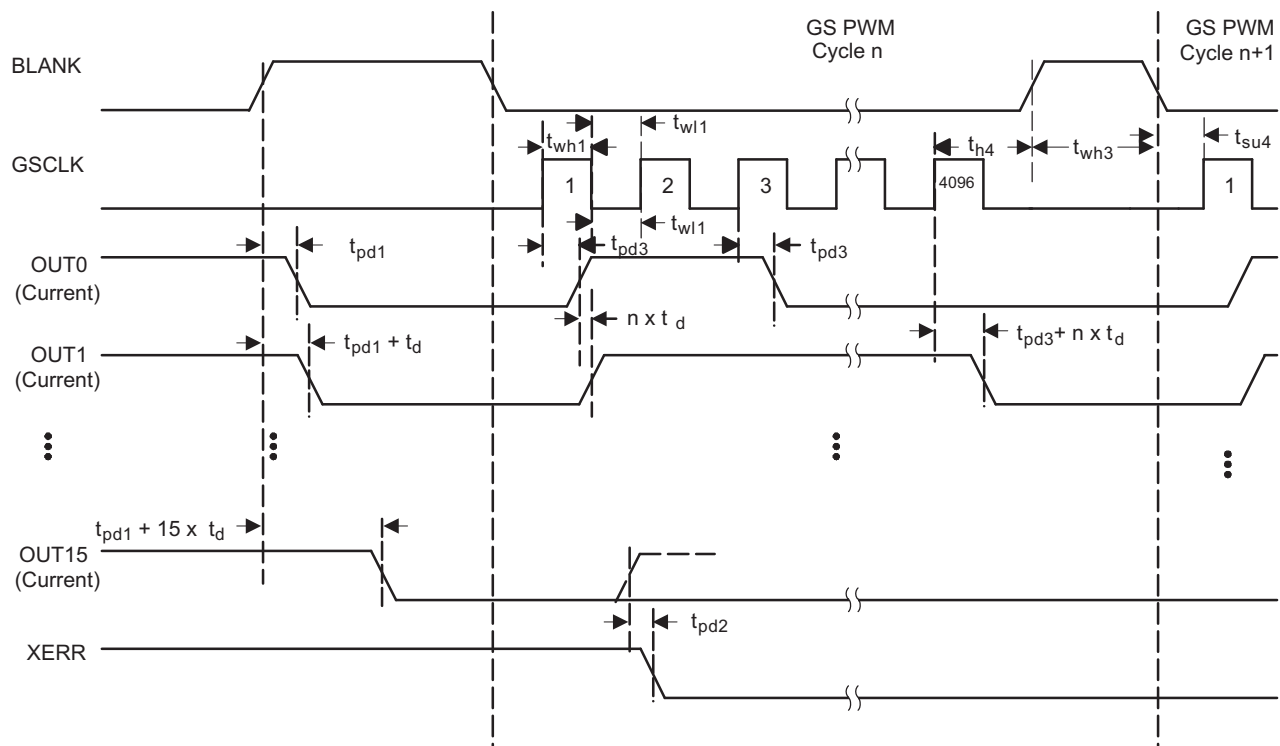 GS PWM
Cycle n
GS PWM
Cycle n+1
BLANK
t_wh1
t_wl1
t_h4
t_wh3
t_su4
GSCLK
1
2
3
4096
1
t_wl1
t_pd1
t_pd3
t_pd3
OUT0
(Current)
n x t_d
t_pd1 + t_d
t_pd3 + n x t_d
OUT1
(Current)
t_pd1 + 15 x t_d
OUT15
(Current)
t_pd2
XERR